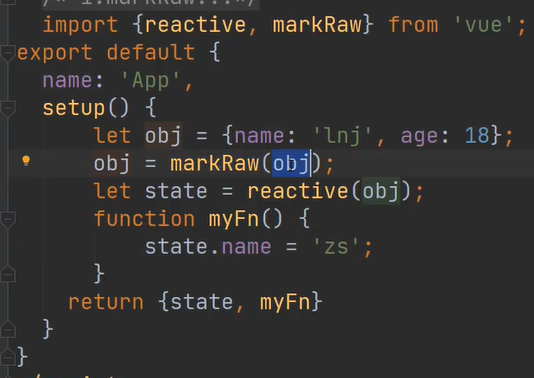 /* 1.markRaw...*/
import {reactive, markRaw} from 'vue';
export default {
name: 'App',
setup() {
let obj = {name: 'lnj', age: 18};
obj = markRaw(obj);
let state = reactive(obj);
function myFn() {
state.name = 'zs';
}
return {state, myFn}
}
}